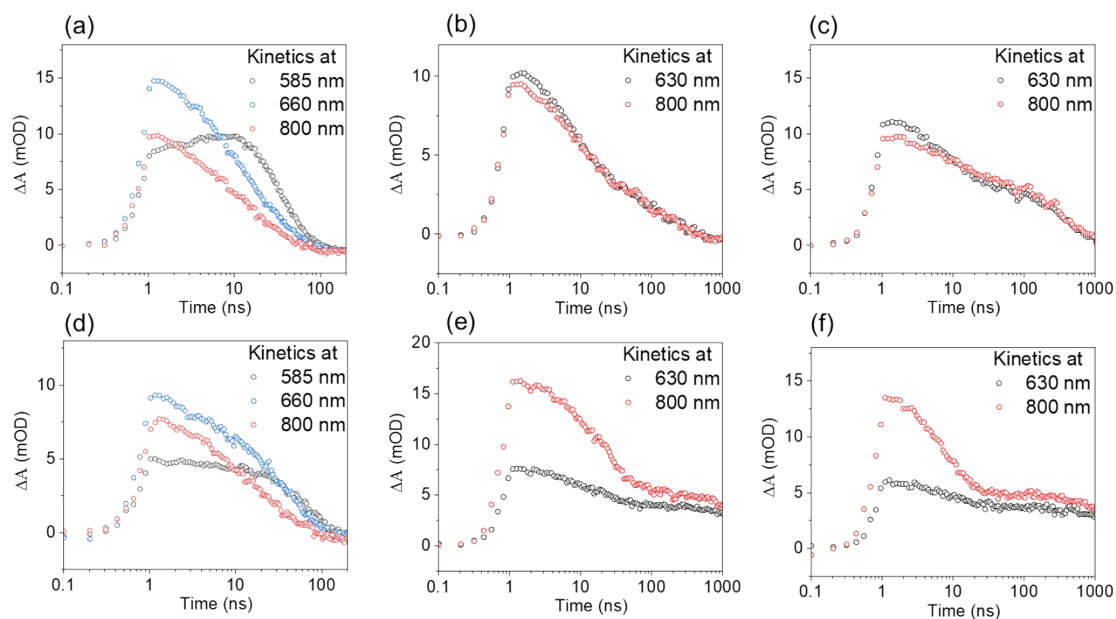 (a)
Kinetics at
585 nm
660 nm
800 nm
15
10
5
0
ΔA (mOD)
0.1 1 10 100
Time (ns)
(b)
Kinetics at
630 nm
800 nm
10
5
0
ΔA (mOD)
0.1 1 10 100 1000
Time (ns)
(c)
Kinetics at
630 nm
800 nm
15
10
5
0
ΔA (mOD)
0.1 1 10 100 1000
Time (ns)
(d)
Kinetics at
585 nm
660 nm
800 nm
10
5
0
ΔA (mOD)
0.1 1 10 100
Time (ns)
(e)
Kinetics at
630 nm
800 nm
20
15
10
5
0
ΔA (mOD)
0.1 1 10 100 1000
Time (ns)
(f)
Kinetics at
630 nm
800 nm
15
10
5
0
ΔA (mOD)
0.1 1 10 100 1000
Time (ns)